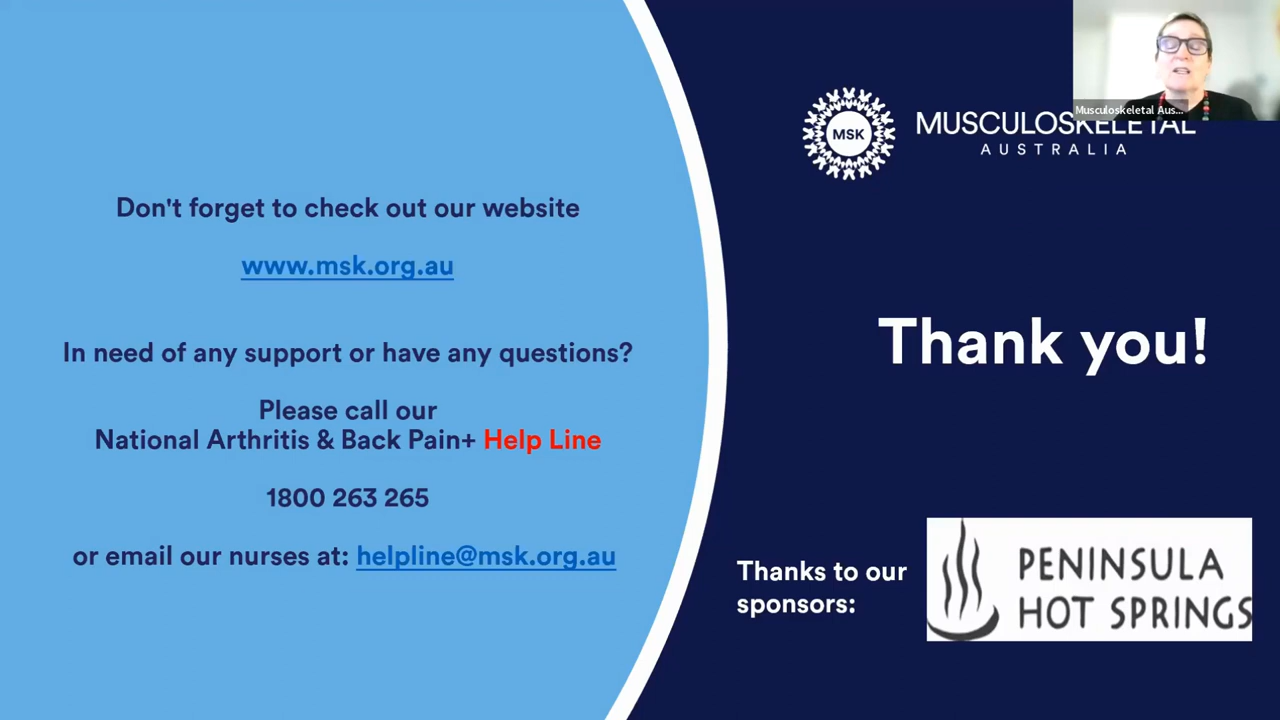 Don't forget to check out our website
www.msk.org.au
In need of any support or have any questions?
Please call our
National Arthritis & Back Pain+ Help Line
1800 263 265
or email our nurses at: helpline@msk.org.au
Musculoskeletal Aus...
MSK
MUSCULOSKELETAL
AUSTRALIA
Thank you!
Thanks to our
sponsors:
PENINSULA
HOT SPRINGS